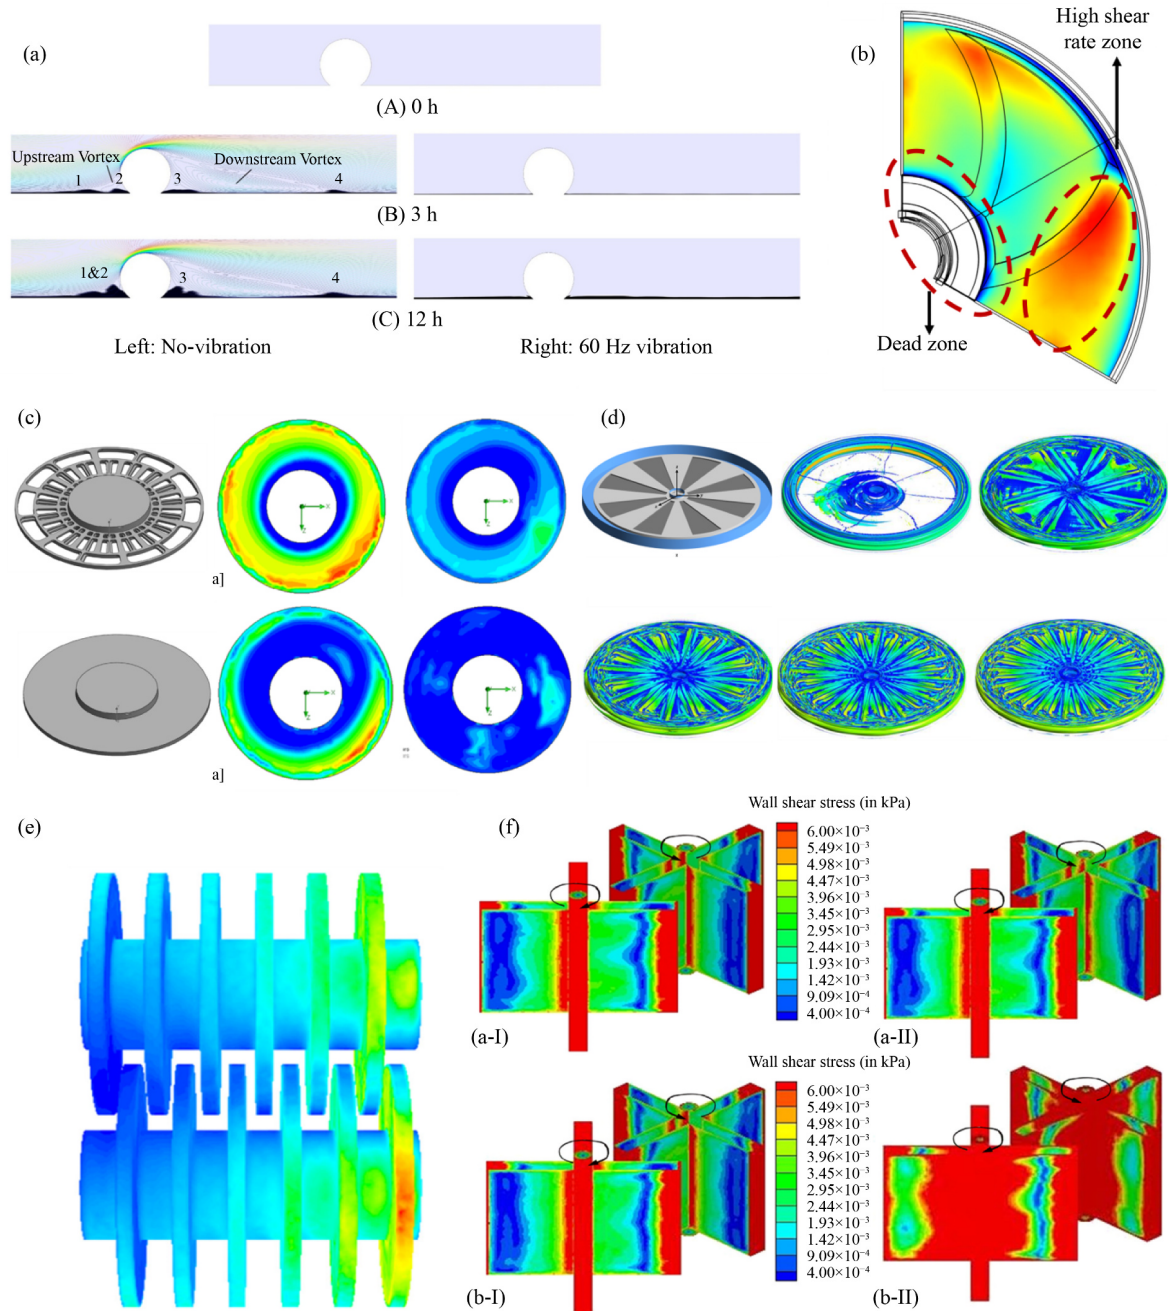 (a)
(A) 0 h
Upstream Vortex
Downstream Vortex
1
2
3
4
(B) 3 h
1&2
3
4
(C) 12 h
Left: No-vibration
Right: 60 Hz vibration
(b)
High shear
rate zone
Dead zone
(c)
x
z
x
z
a]
x
z
x
z
a]
(d)
(e)
(f)
Wall shear stress (in kPa)
6.00×10⁻³
5.49×10⁻³
4.98×10⁻³
4.47×10⁻³
3.96×10⁻³
3.45×10⁻³
2.95×10⁻³
2.44×10⁻³
1.93×10⁻³
1.42×10⁻³
9.09×10⁻⁴
4.00×10⁻⁴
(a-I)
(a-II)
Wall shear stress (in kPa)
6.00×10⁻³
5.49×10⁻³
4.98×10⁻³
4.47×10⁻³
3.96×10⁻³
3.45×10⁻³
2.95×10⁻³
2.44×10⁻³
1.93×10⁻³
1.42×10⁻³
9.09×10⁻⁴
4.00×10⁻⁴
(b-I)
(b-II)